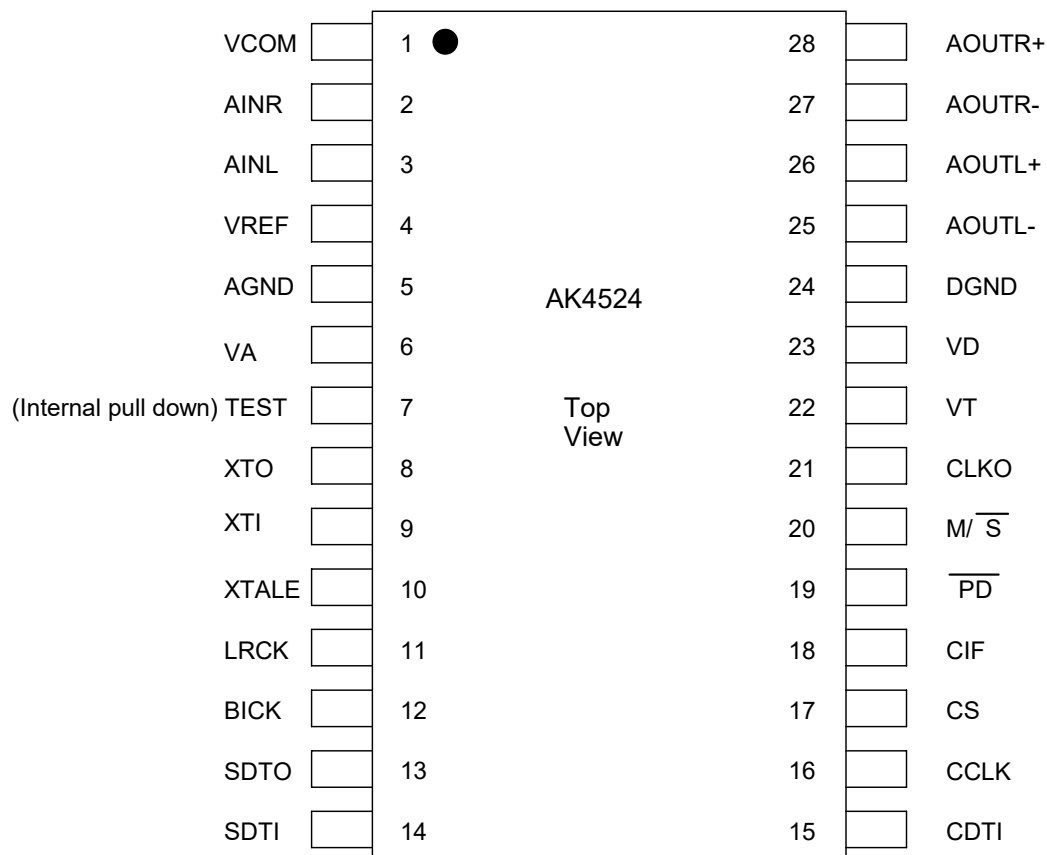 VCOM 1 28 AOUTR+
AINR 2 27 AOUTR-
AINL 3 26 AOUTL+
VREF 4 25 AOUTL-
AGND 5 AK4524 24 DGND
VA 6 23 VD
(Internal pull down) TEST 7 Top 22 VT
View
XTO 8 21 CLKO
XTI 9 20 M/ S̅
XTALE 10 19 P̅D̅
LRCK 11 18 CIF
BICK 12 17 CS
SDTO 13 16 CCLK
SDTI 14 15 CDTI